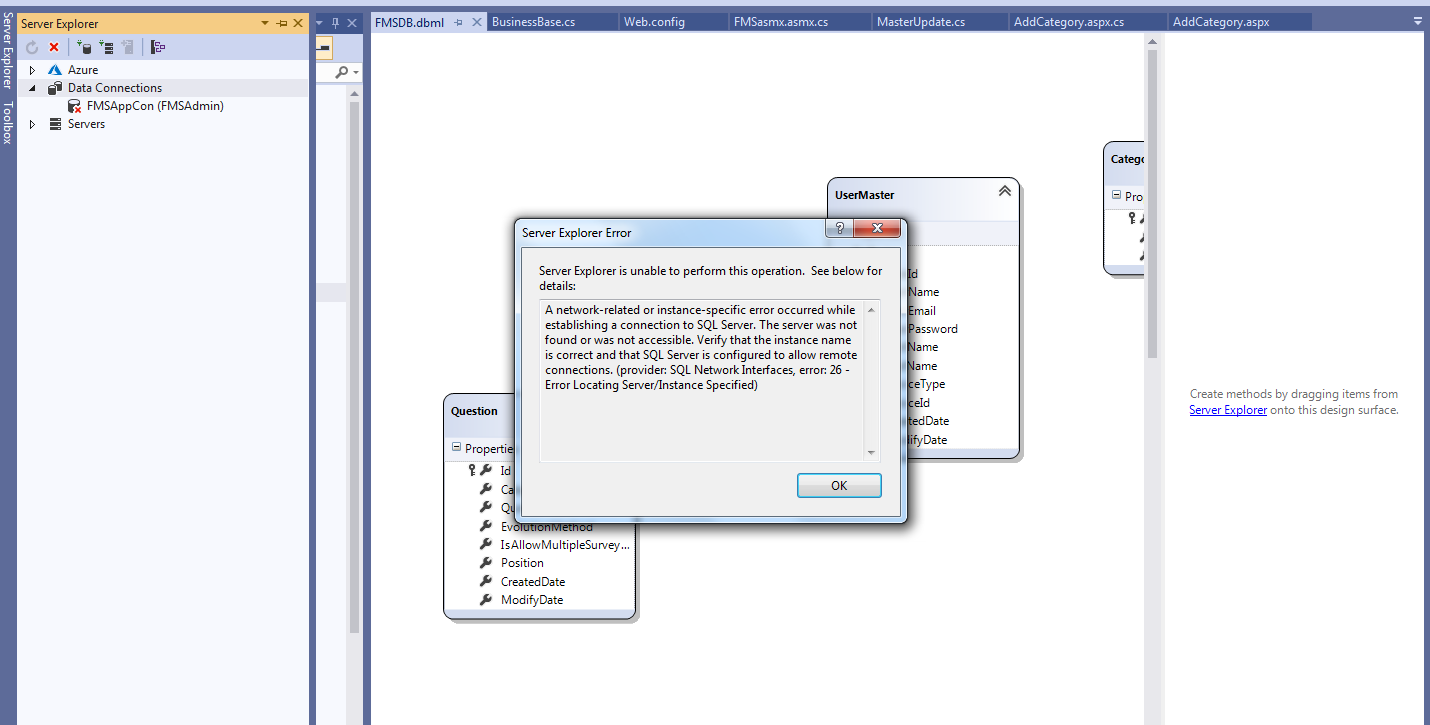 Server Explorer
Toolbox
Server Explorer
Azure
Data Connections
FMSAppCon (FMSAdmin)
Servers
FMSDB.dbml
BusinessBase.cs
Web.config
FMSasmx.asmx.cs
MasterUpdate.cs
AddCategory.aspx.cs
AddCategory.aspx
UserMaster
Id
Name
Email
Password
Name
Name
ceType
ceId
tedDate
ifyDate
Catego
Pro
Server Explorer Error
?
Server Explorer is unable to perform this operation. See below for
details:
A network-related or instance-specific error occurred while
establishing a connection to SQL Server. The server was not
found or was not accessible. Verify that the instance name
is correct and that SQL Server is configured to allow remote
connections. (provider: SQL Network Interfaces, error: 26 -
Error Locating Server/Instance Specified)
OK
Question
Propertie
Id
Ca
Qu
EvolutionMethod
IsAllowMultipleSurvey...
Position
CreatedDate
ModifyDate
Create methods by dragging items from
Server Explorer onto this design surface.